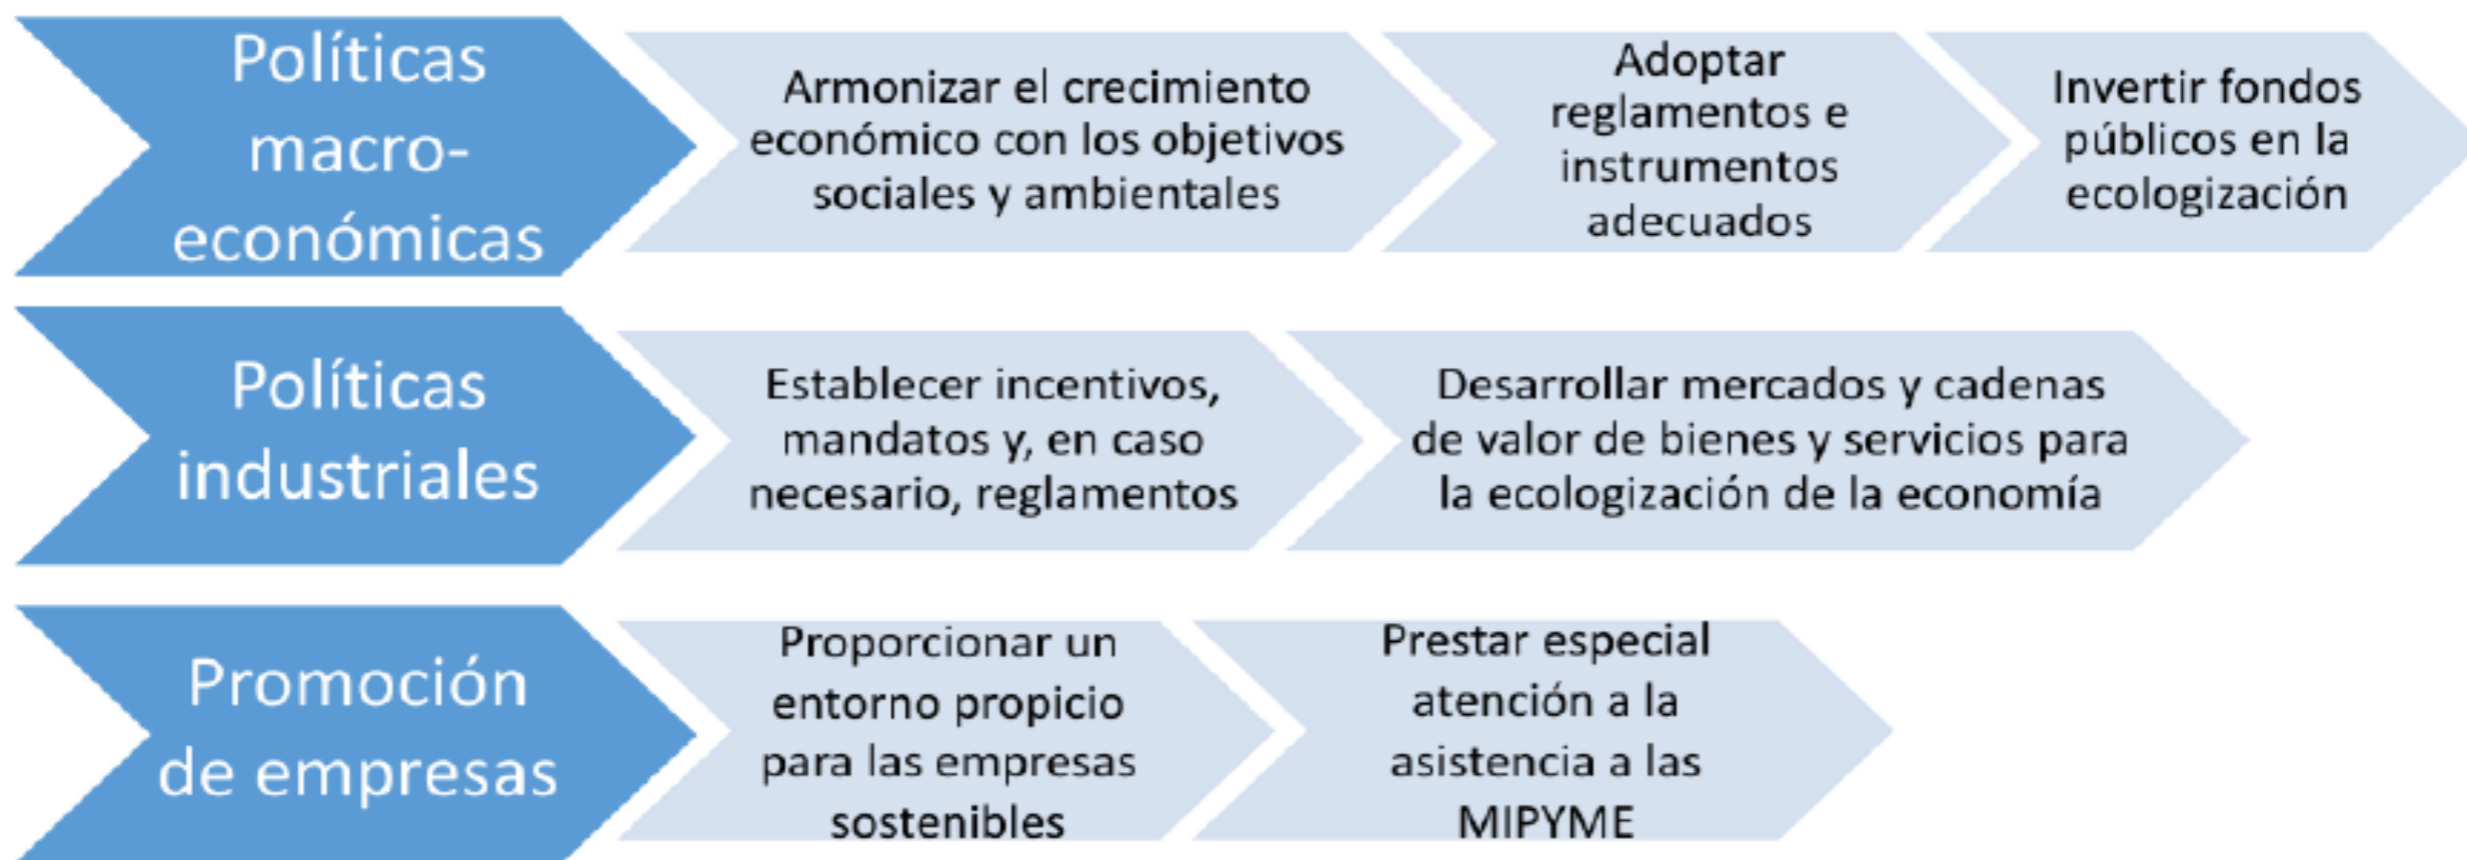 Políticas
macro-
económicas
Armonizar el crecimiento
económico con los objetivos
sociales y ambientales
Adoptar
reglamentos e
instrumentos
adecuados
Invertir fondos
públicos en la
ecologización
Políticas
industriales
Establecer incentivos,
mandatos y, en caso
necesario, reglamentos
Desarrollar mercados y cadenas
de valor de bienes y servicios para
la ecologización de la economía
Promoción
de empresas
Proporcionar un
entorno propicio
para las empresas
sostenibles
Prestar especial
atención a la
asistencia a las
MIPYME